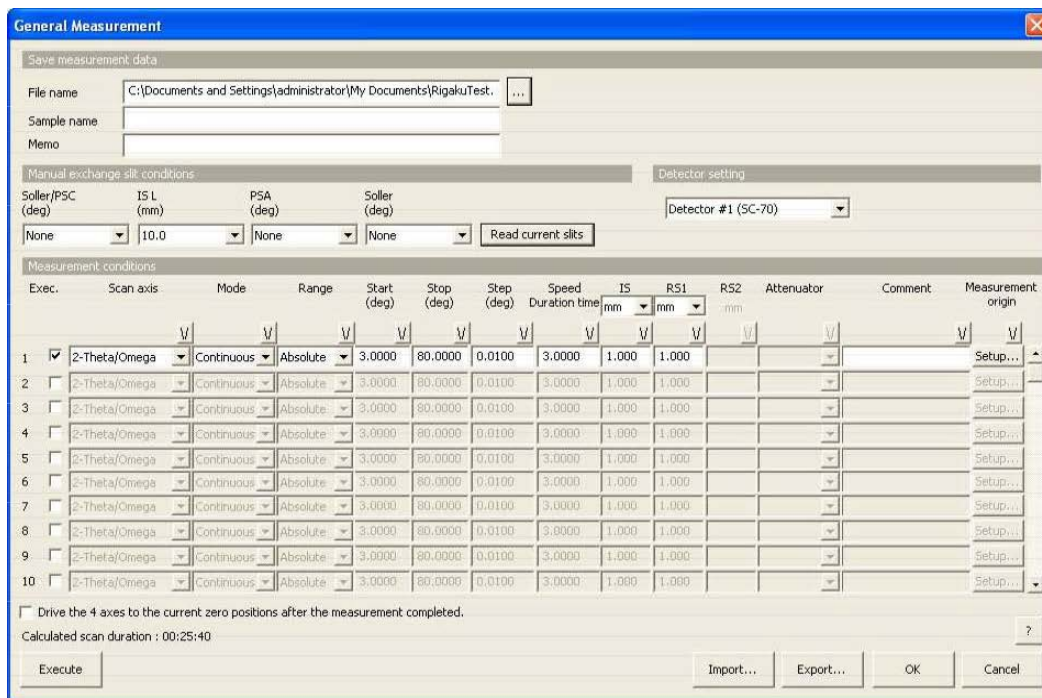 General Measurement
Save measurement data
File name C:\Documents and Settings\administrator\My Documents\RigakuTest. ...
Sample name
Memo
Manual exchange slit conditions Detector setting
Soller/PSC (deg) IS L (mm) PSA (deg) Soller (deg)
Detector #1 (SC-70)
None 10.0 None None Read current slits
Measurement conditions
Exec. Scan axis Mode Range Start (deg) Stop (deg) Step (deg) Speed Duration time IS mm RS1 mm RS2 mm Attenuator Comment Measurement origin
\/ \/ \/ \/ \/ \/ \/ \/ \/ \/ \/ \/ \/
1 2-Theta/Omega Continuous Absolute 3.0000 80.0000 0.0100 3.0000 1.000 1.000 Setup...
2 2-Theta/Omega Continuous Absolute 3.0000 80.0000 0.0100 3.0000 1.000 1.000 Setup...
3 2-Theta/Omega Continuous Absolute 3.0000 80.0000 0.0100 3.0000 1.000 1.000 Setup...
4 2-Theta/Omega Continuous Absolute 3.0000 80.0000 0.0100 3.0000 1.000 1.000 Setup...
5 2-Theta/Omega Continuous Absolute 3.0000 80.0000 0.0100 3.0000 1.000 1.000 Setup...
6 2-Theta/Omega Continuous Absolute 3.0000 80.0000 0.0100 3.0000 1.000 1.000 Setup...
7 2-Theta/Omega Continuous Absolute 3.0000 80.0000 0.0100 3.0000 1.000 1.000 Setup...
8 2-Theta/Omega Continuous Absolute 3.0000 80.0000 0.0100 3.0000 1.000 1.000 Setup...
9 2-Theta/Omega Continuous Absolute 3.0000 80.0000 0.0100 3.0000 1.000 1.000 Setup...
10 2-Theta/Omega Continuous Absolute 3.0000 80.0000 0.0100 3.0000 1.000 1.000 Setup...
Drive the 4 axes to the current zero positions after the measurement completed.
Calculated scan duration : 00:25:40 ?
Execute Import... Export... OK Cancel